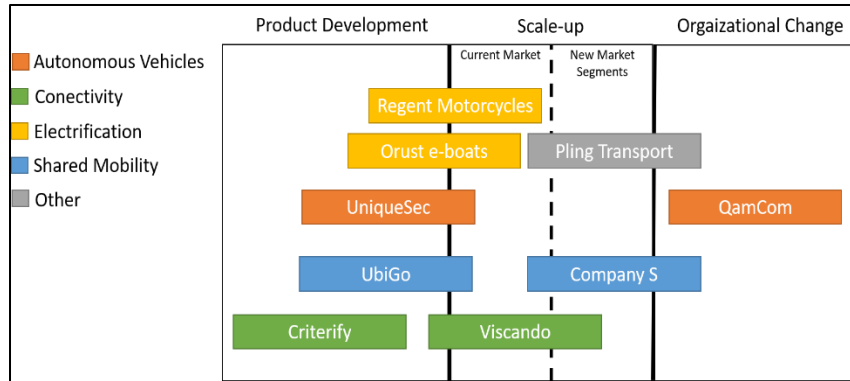 Product Development
Scale-up
Orgaizational Change
Current Market
New Market
Segments
Autonomous Vehicles
Conectivity
Electrification
Shared Mobility
Other
Regent Motorcycles
Orust e-boats
Pling Transport
UniqueSec
QamCom
UbiGo
Company S
Criterify
Viscando